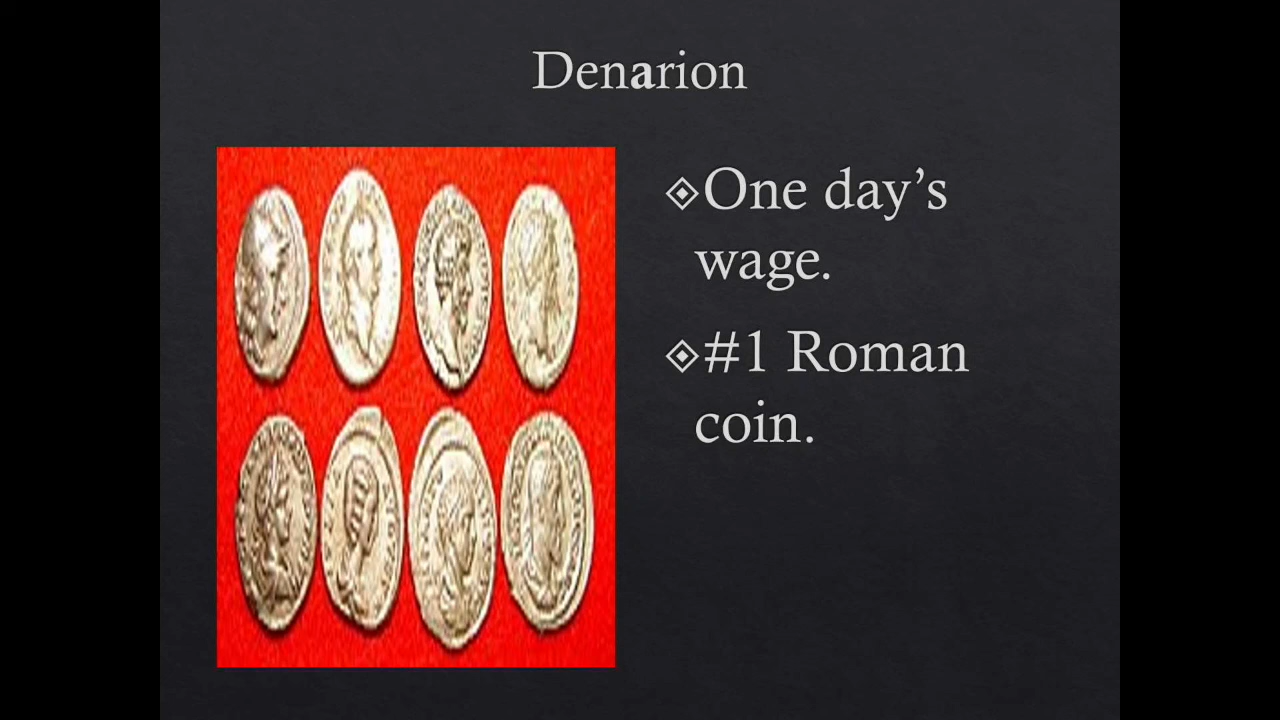 Denarion
One day’s
wage.
#1 Roman
coin.